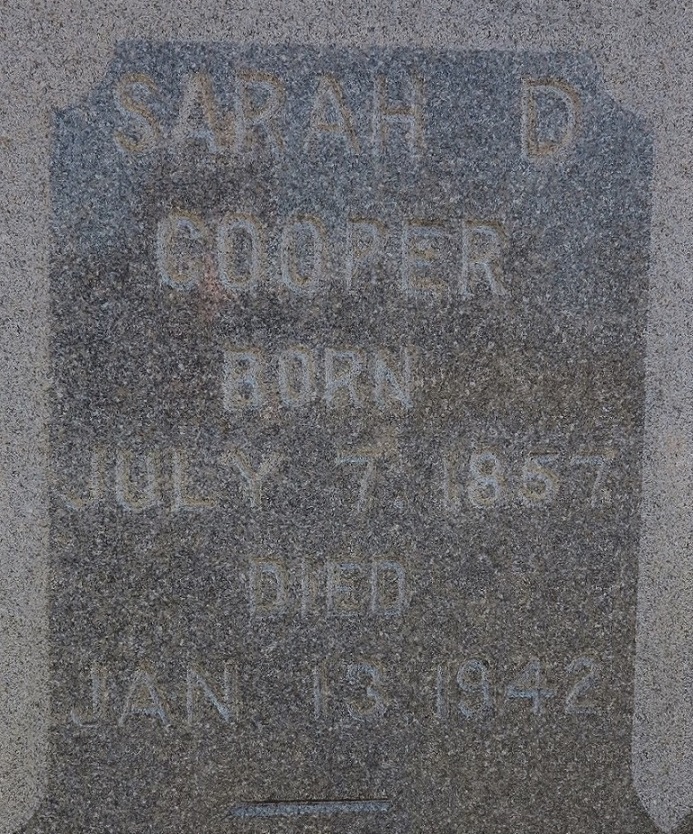 SARAH D
COOPER
BORN
JULY 7. 1857
DIED
JAN. 13 1942